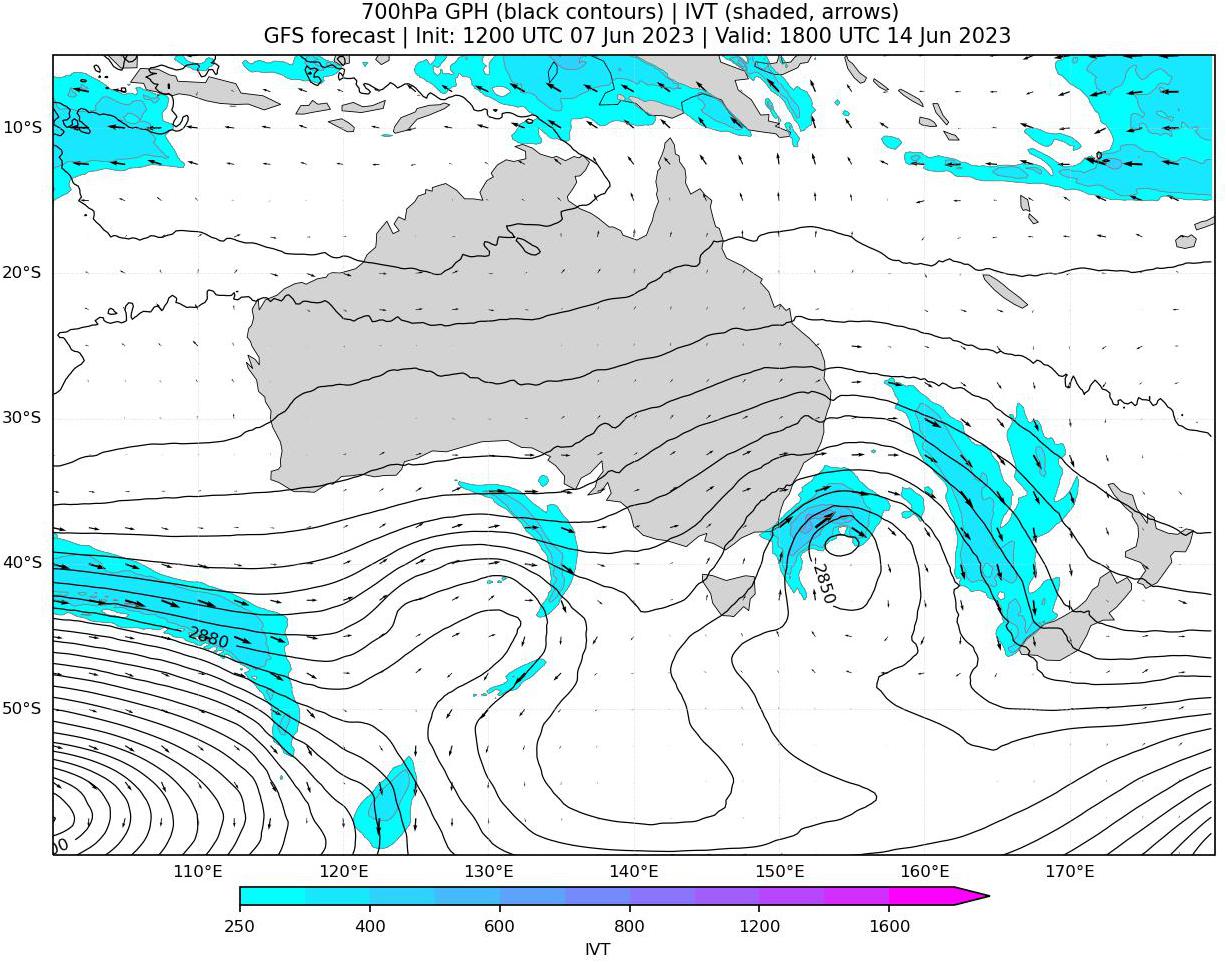 700hPa GPH (black contours) | IVT (shaded, arrows)
GFS forecast | Init: 1200 UTC 07 Jun 2023 | Valid: 1800 UTC 14 Jun 2023
10°S
20°S
30°S
40°S
50°S
2850
2880
00
110°E 120°E 130°E 140°E 150°E 160°E 170°E
250 400 600 800 1200 1600
IVT